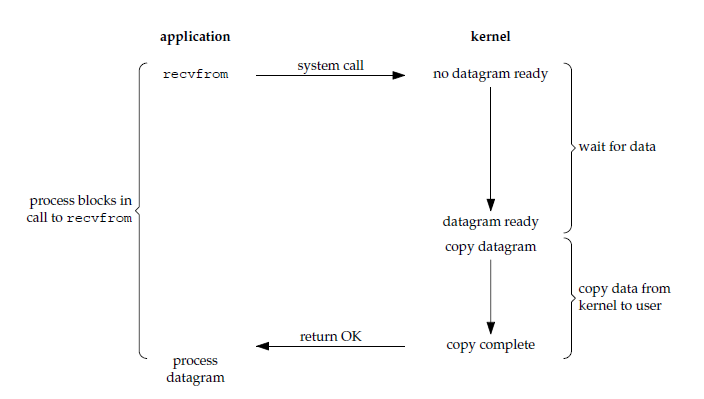 application
kernel
recvfrom
system call
no datagram ready
wait for data
process blocks in
call to recvfrom
datagram ready
copy datagram
copy data from
kernel to user
return OK
copy complete
process
datagram